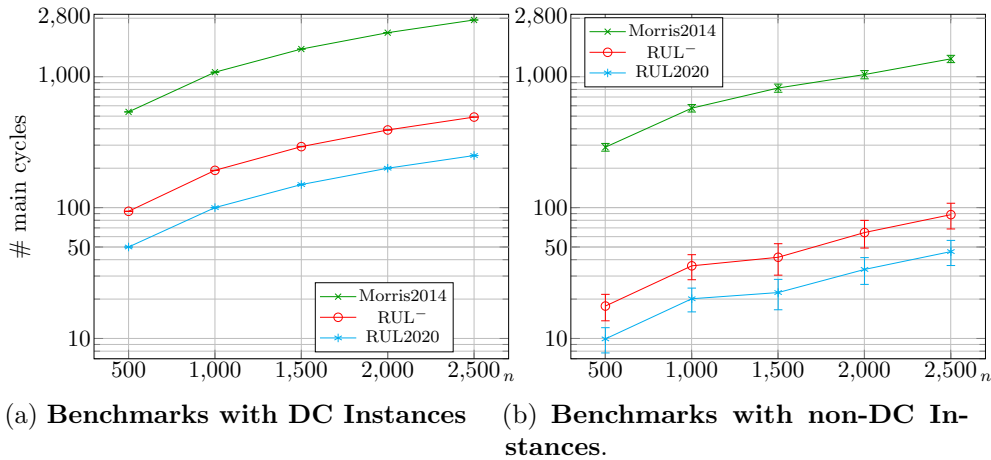 # main cycles
2,800
1,000
100
50
10
500
1,000
1,500
2,000
2,500
n
Morris2014
RUL⁻
RUL2020
(a) Benchmarks with DC Instances
2,800
1,000
100
50
10
500
1,000
1,500
2,000
2,500
n
Morris2014
RUL⁻
RUL2020
(b) Benchmarks with non-DC In-
stances.